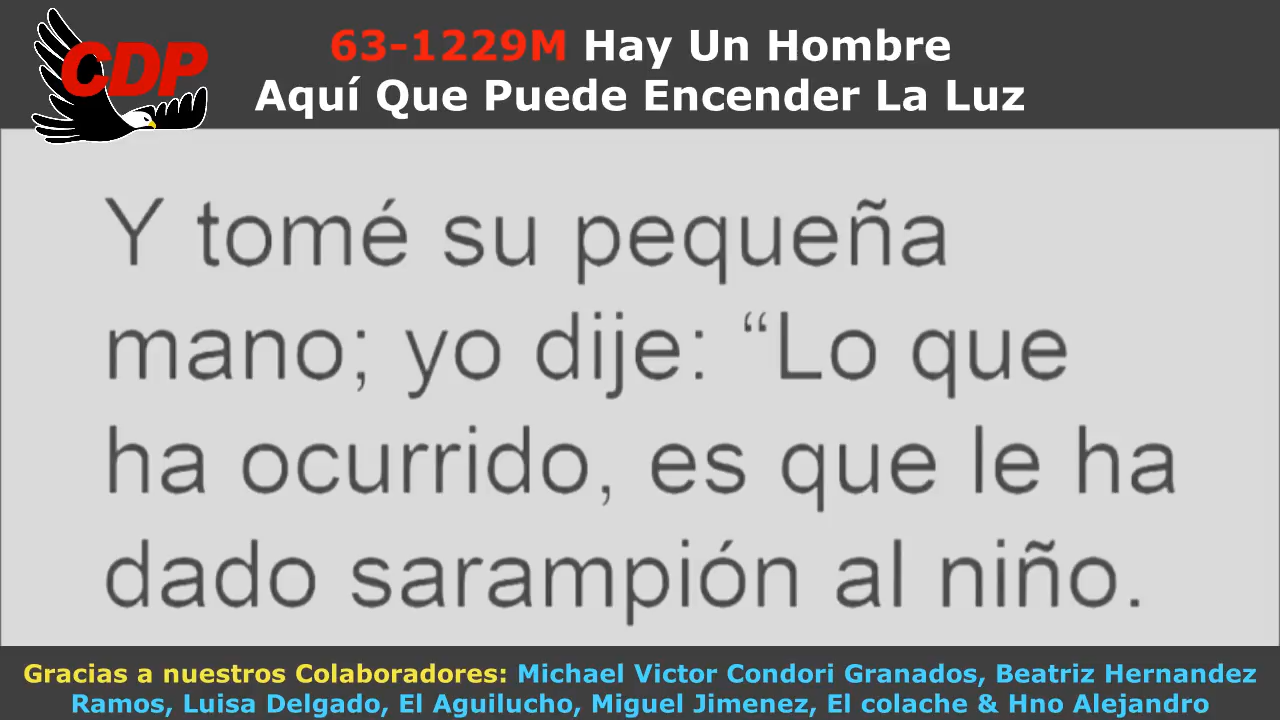 CDP
63-1229M Hay Un Hombre
Aquí Que Puede Encender La Luz
Y tomé su pequeña
mano; yo dije: “Lo que
ha ocurrido, es que le ha
dado sarampión al niño.
Gracias a nuestros Colaboradores: Michael Victor Condori Granados, Beatriz Hernandez
Ramos, Luisa Delgado, El Aguilucho, Miguel Jimenez, El colache & Hno Alejandro